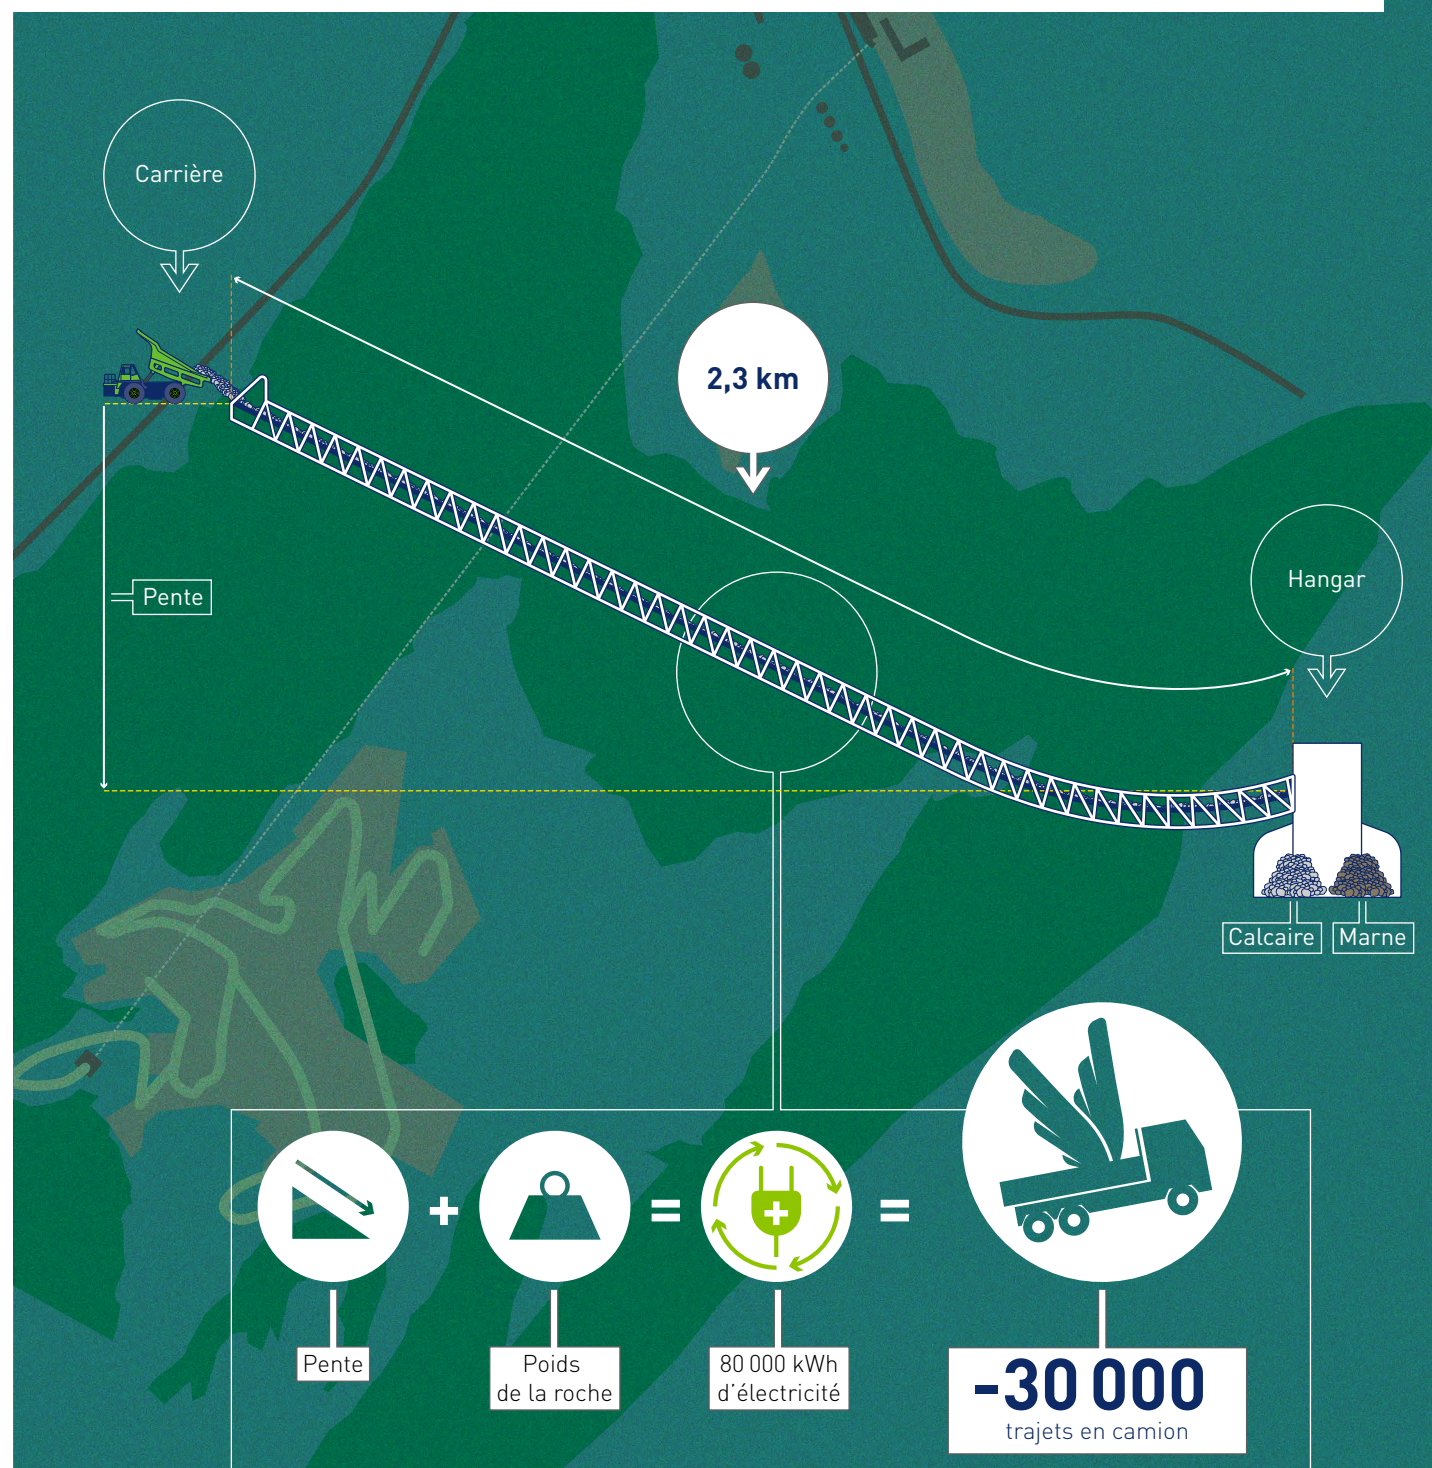 Carrière
2,3 km
Pente
Hangar
Calcaire
Marne
+
=
=
Pente
Poids
de la roche
80 000 kWh
d'électricité
-30 000
trajets en camion